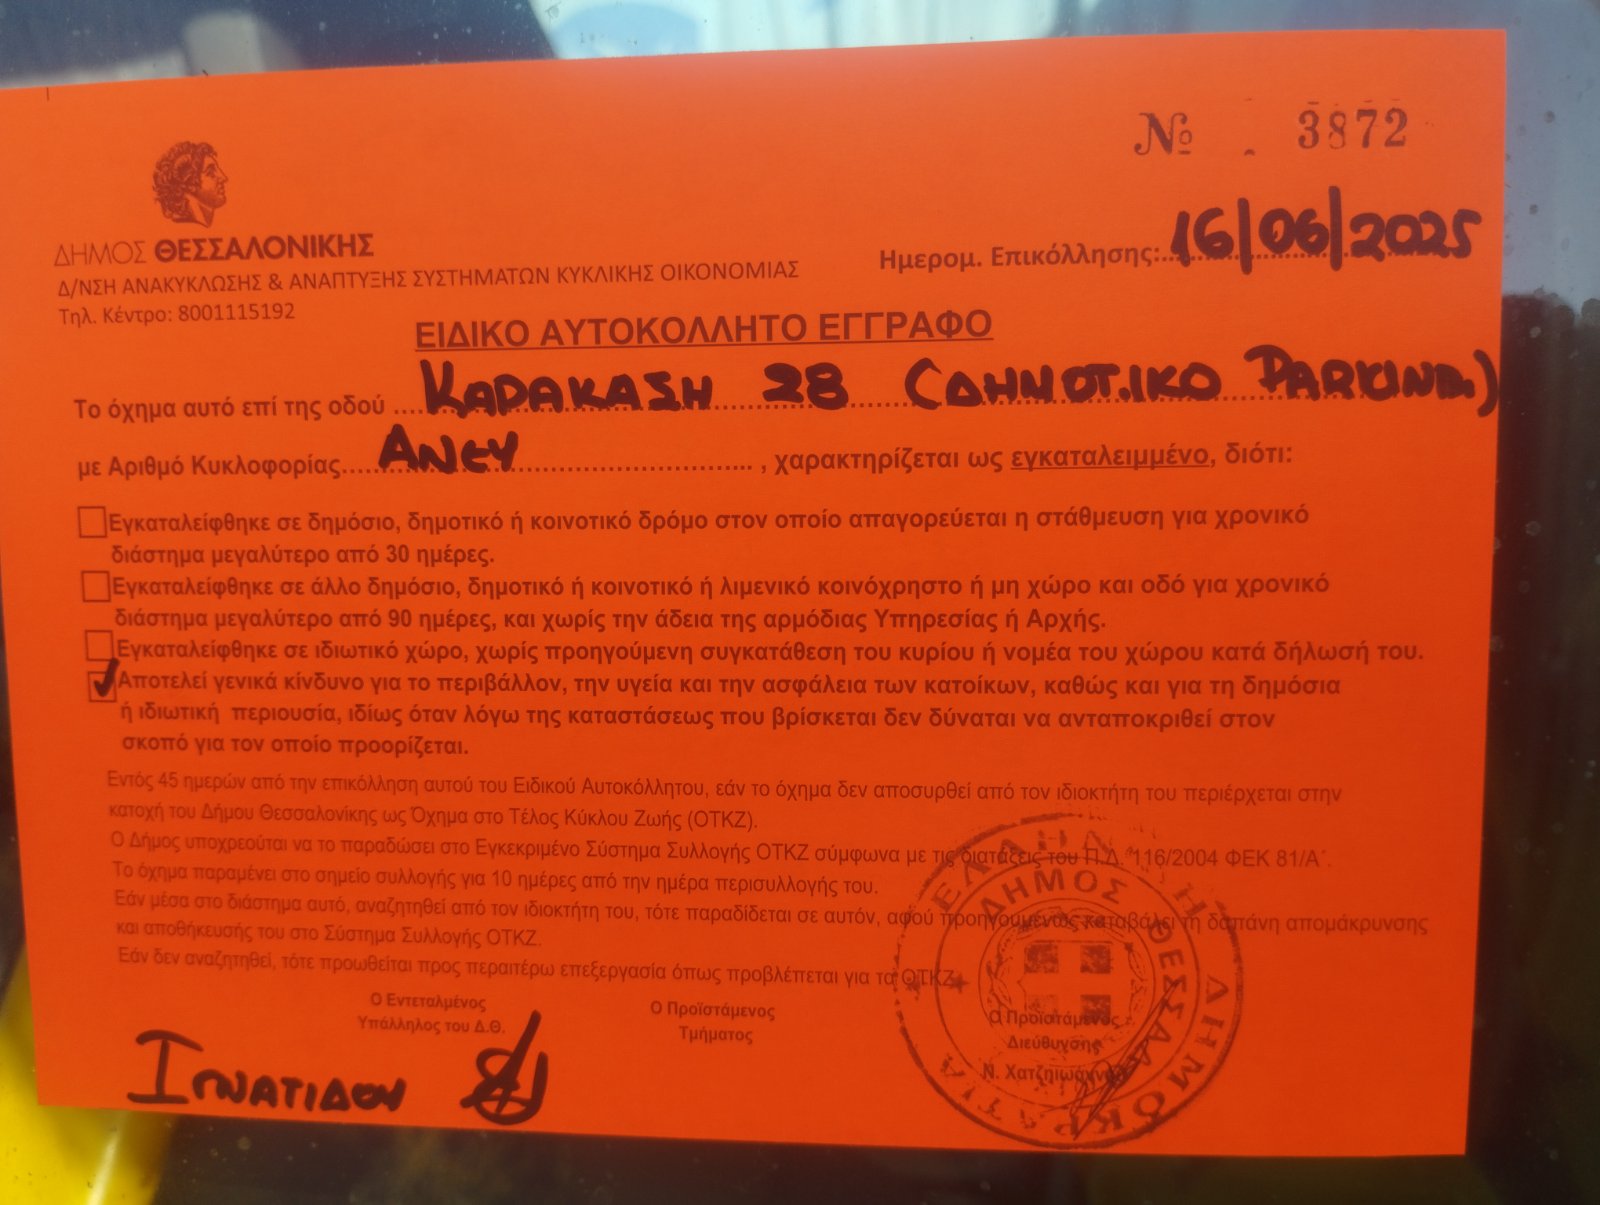 № 3872
ΔΗΜΟΣ ΘΕΣΣΑΛΟΝΙΚΗΣ
Δ/ΝΣΗ ΑΝΑΚΥΚΛΩΣΗΣ & ΑΝΑΠΤΥΞΗΣ ΣΥΣΤΗΜΑΤΩΝ ΚΥΚΛΙΚΗΣ ΟΙΚΟΝΟΜΙΑΣ
Τηλ. Κέντρο: 8001115192
Ημερομ. Επικόλλησης: 16/06/2025
ΕΙΔΙΚΟ ΑΥΤΟΚΟΛΛΗΤΟ ΕΓΓΡΑΦΟ
Το όχημα αυτό επί της οδού ....ΚΑΡΑΚΑΣΗ 28 (ΔΗΜΟΤΙΚΟ PARKING)
με Αριθμό Κυκλοφορίας.....Ανευ........................... , χαρακτηρίζεται ως εγκαταλειμμένο, διότι:
Εγκαταλείφθηκε σε δημόσιο, δημοτικό ή κοινοτικό δρόμο στον οποίο απαγορεύεται η στάθμευση για χρονικό
διάστημα μεγαλύτερο από 30 ημέρες.
Εγκαταλείφθηκε σε άλλο δημόσιο, δημοτικό ή κοινοτικό ή λιμενικό κοινόχρηστο ή μη χώρο και οδό για χρονικό
διάστημα μεγαλύτερο από 90 ημέρες, και χωρίς την άδεια της αρμόδιας Υπηρεσίας ή Αρχής.
Εγκαταλείφθηκε σε ιδιωτικό χώρο, χωρίς προηγούμενη συγκατάθεση του κυρίου ή νομέα του χώρου κατά δήλωσή του.
Αποτελεί γενικά κίνδυνο για το περιβάλλον, την υγεία και την ασφάλεια των κατοίκων, καθώς και για τη δημόσια
ή ιδιωτική περιουσία, ιδίως όταν λόγω της καταστάσεως που βρίσκεται δεν δύναται να ανταποκριθεί στον
σκοπό για τον οποίο προορίζεται.
Εντός 45 ημερών από την επικόλληση αυτού του Ειδικού Αυτοκόλλητου, εάν το όχημα δεν αποσυρθεί από τον ιδιοκτήτη του περιέρχεται στην
κατοχή του Δήμου Θεσσαλονίκης ως Όχημα στο Τέλος Κύκλου Ζωής (ΟΤΚΖ).
Ο Δήμος υποχρεούται να το παραδώσει στο Εγκεκριμένο Σύστημα Συλλογής ΟΤΚΖ σύμφωνα με τις διατάξεις του Π.Δ. 116/2004 ΦΕΚ 81/Α΄.
Το όχημα παραμένει στο σημείο συλλογής για 10 ημέρες από την ημέρα περισυλλογής του.
Εάν μέσα στο διάστημα αυτό, αναζητηθεί από τον ιδιοκτήτη του, τότε παραδίδεται σε αυτόν, αφού προηγουμένως καταβάλει τη δαπάνη απομάκρυνσης
και αποθήκευσής του στο Σύστημα Συλλογής ΟΤΚΖ.
Εάν δεν αναζητηθεί, τότε προωθείται προς περαιτέρω επεξεργασία όπως προβλέπεται για τα ΟΤΚΖ
Ο Εντεταλμένος
Υπάλληλος του Δ.Θ.
ΙΓΝΑΤΙΔΟΥ
Ο Προϊστάμενος
Τμήματος
Ο Προϊστάμενος
Διεύθυνσης
Ν. Χατζηιωάννου
ΕΛΛΗΝΙΚΗ ΔΗΜΟΚΡΑΤΙΑ
ΔΗΜΟΣ ΘΕΣΣΑΛΟΝΙΚΗΣ